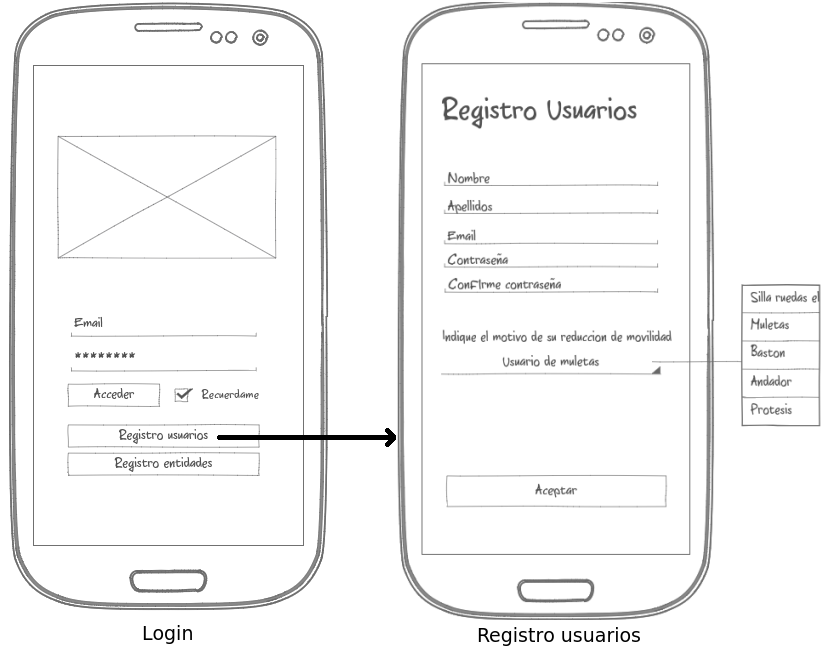 Email
********
Acceder
Recuerdame
Registro usuarios
Registro entidades
Login
Registro Usuarios
Nombre
Apellidos
Email
Contraseña
Confirme contraseña
Indique el motivo de su reduccion de movilidad
Usuario de muletas
Aceptar
Registro usuarios
Silla ruedas el
Muletas
Baston
Andador
Protesis